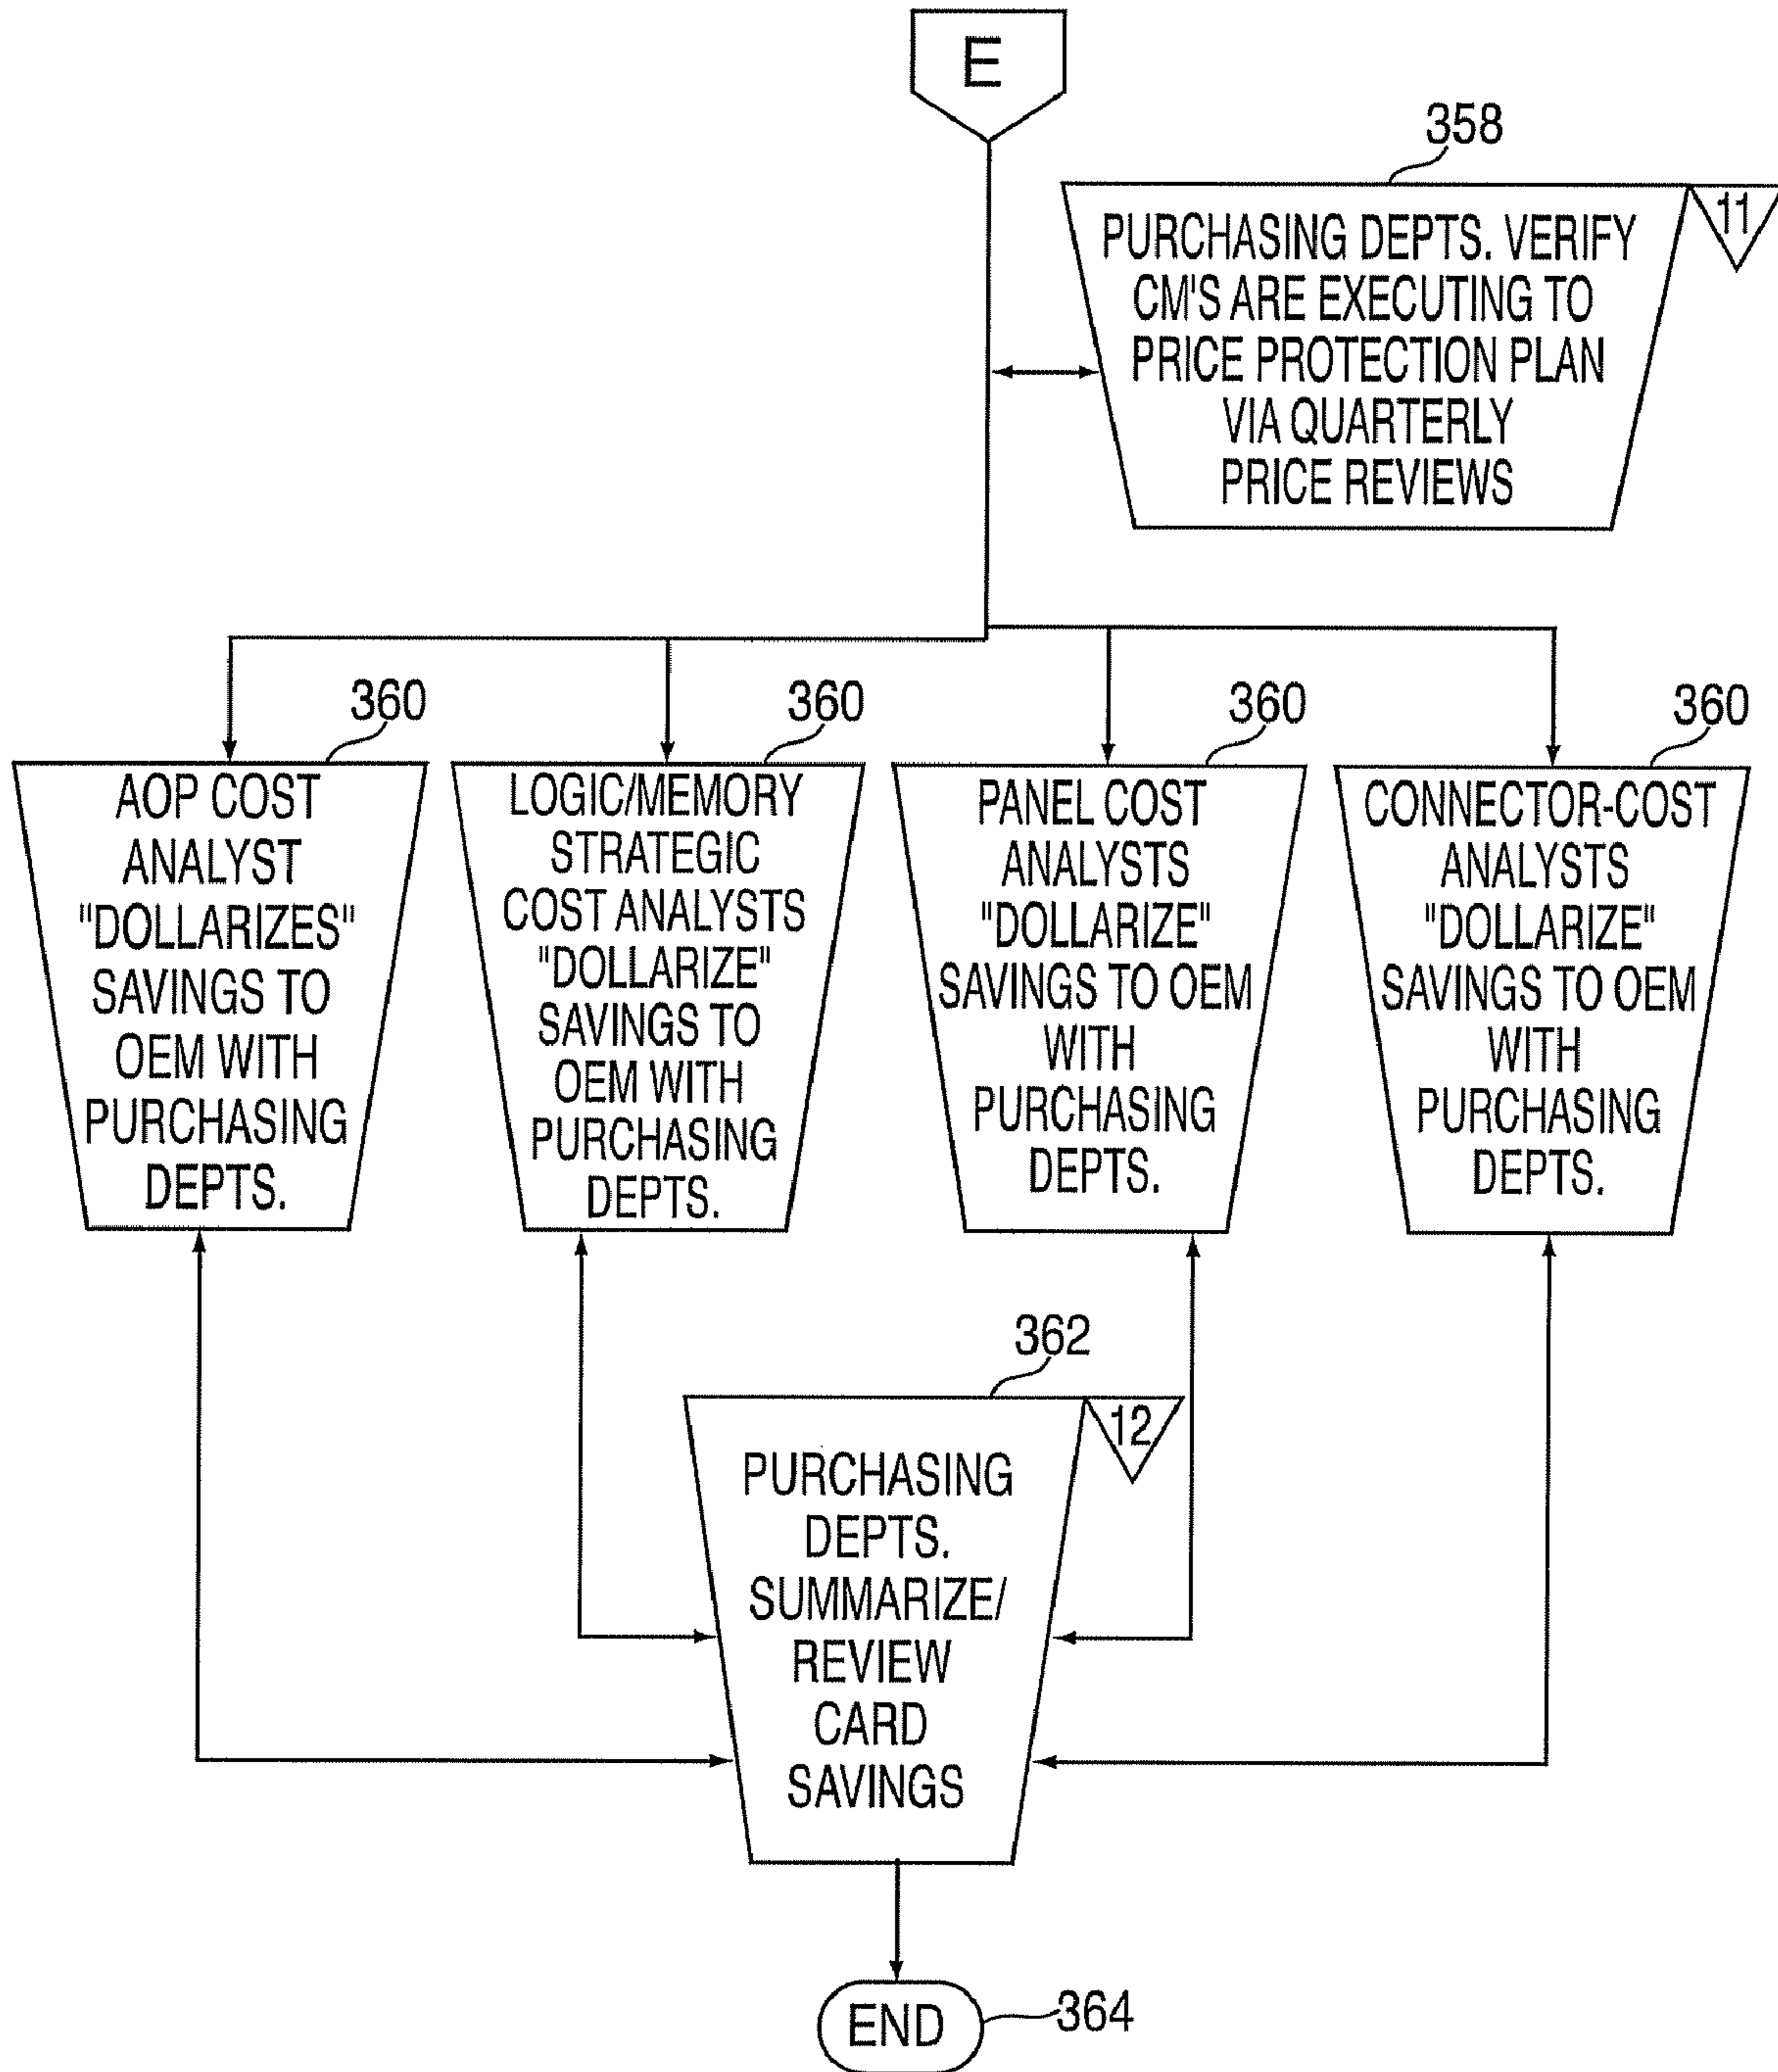 E
358
11
PURCHASING DEPTS. VERIFY
CM'S ARE EXECUTING TO
PRICE PROTECTION PLAN
VIA QUARTERLY
PRICE REVIEWS
360
AOP COST
ANALYST
"DOLLARIZES"
SAVINGS TO
OEM WITH
PURCHASING
DEPTS.
360
LOGIC/MEMORY
STRATEGIC
COST ANALYSTS
"DOLLARIZE"
SAVINGS TO
OEM WITH
PURCHASING
DEPTS.
360
PANEL COST
ANALYSTS
"DOLLARIZE"
SAVINGS TO OEM
WITH
PURCHASING
DEPTS.
360
CONNECTOR-COST
ANALYSTS
"DOLLARIZE"
SAVINGS TO OEM
WITH
PURCHASING
DEPTS.
362
12
PURCHASING
DEPTS.
SUMMARIZE/
REVIEW
CARD
SAVINGS
END
364